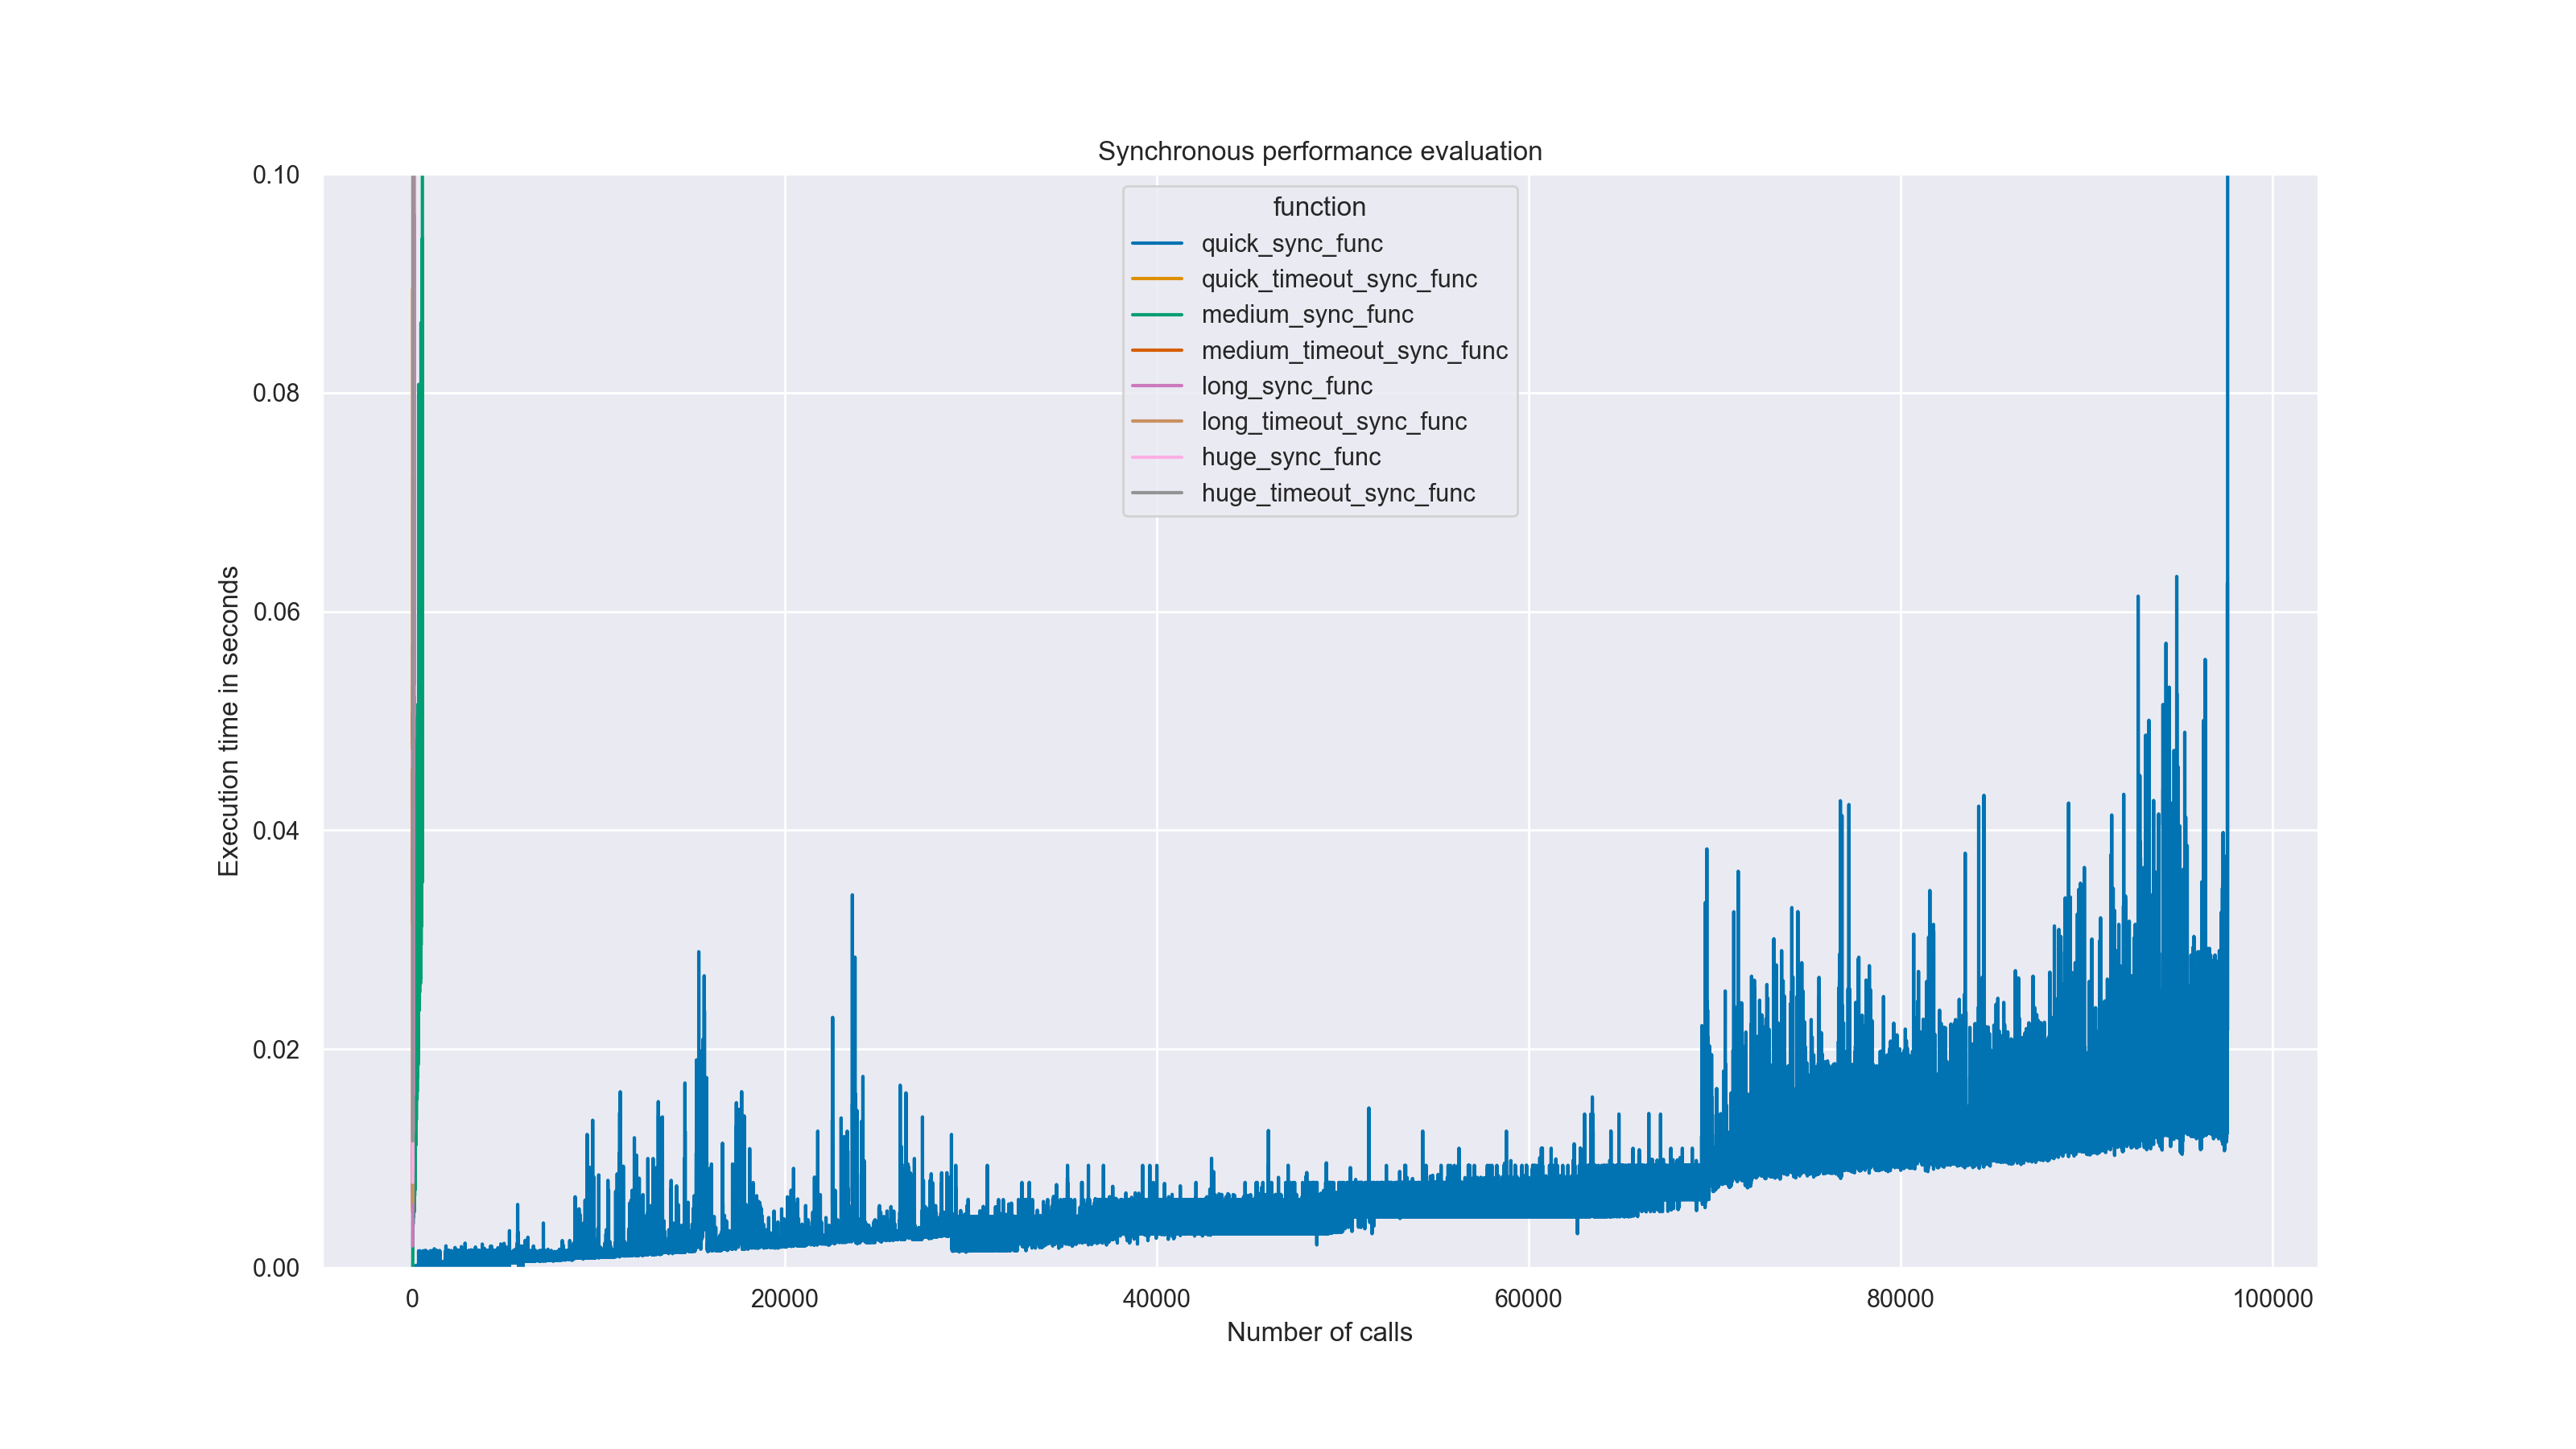 Synchronous performance evaluation
0.10
0.08
0.06
0.04
0.02
0.00
Execution time in seconds
function
quick_sync_func
quick_timeout_sync_func
medium_sync_func
medium_timeout_sync_func
long_sync_func
long_timeout_sync_func
huge_sync_func
huge_timeout_sync_func
0 20000 40000 60000 80000 100000
Number of calls